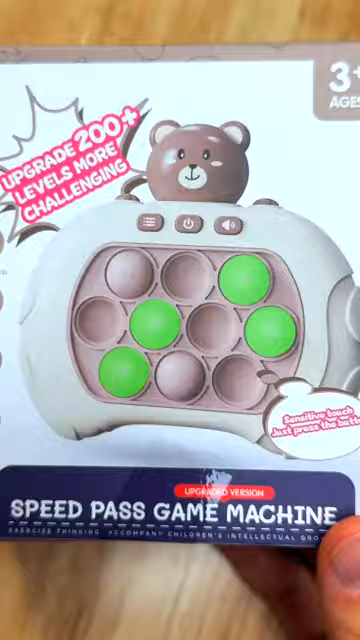 3+
AGES
UPGRADE 200+
LEVELS MORE
CHALLENGING
Sensitive touch
Just press the butt
UPGRADED VERSION
SPEED PASS GAME MACHINE
EXERCISE THINKING ACCOMPANY CHILDREN'S INTELLECTUAL GRO